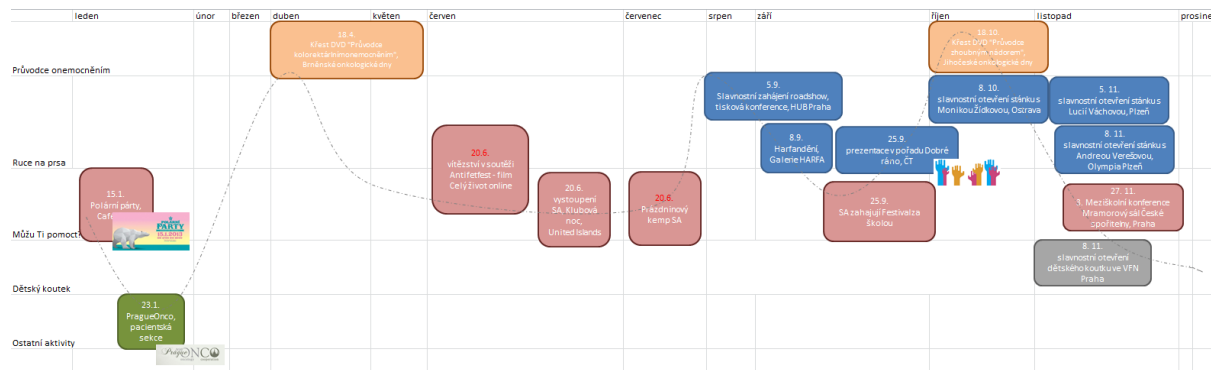 leden
únor
březen
duben
květen
červen
červenec
srpen
září
říjen
listopad
prosine
Průvodce onemocněním
18.4.
Křest DVD "Průvodce
kolorektálním onemocněním",
Brněnské onkologické dny
18.10.
Křest DVD "Průvodce
zhoubným nádorem",
Jihočeské onkologické dny
5.9.
Slavnostní zahájení roadshow,
tisková konference, HUB Praha
8. 10.
slavnostní otevření stánku s
Monikou Žídkovou, Ostrava
5. 11.
slavnostní otevření stánku s
Lucií Váchovou, Plzeň
Ruce na prsa
20.6.
vítězství v soutěži
Antifetfest - film
Celý život online
8.9.
Harfandění,
Galerie HARFA
25.9.
prezentace v pořadu Dobré
ráno, ČT
8. 11.
slavnostní otevření stánku s
Andreou Verešovou,
Olympia Plzeň
Můžu Ti pomoct?
15.1.
Polární párty,
PARTY
15.1.2013
20.6.
vystoupení
SA, Klubová
noc,
United Islands
20.6.
Prázdninový
kemp SA
25.9.
SA zahajují Festival za
školou
27. 11.
3. Meziškolní konference
Mramorový sál České
spořitelny, Praha
Dětský koutek
8. 11.
slavnostní otevření
dětského koutku ve VFN
Praha
Ostatní aktivity
23.1.
PragueOnco,
pacientská
sekce
Prague ONCO